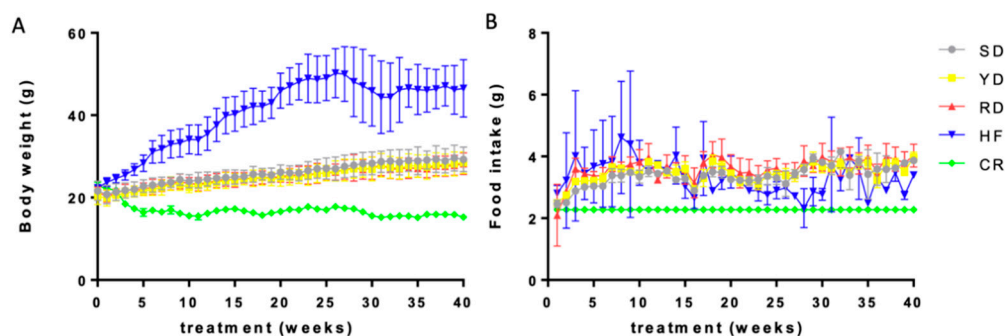 A
60
40
20
0
Body weight (g)
0 5 10 15 20 25 30 35 40
treatment (weeks)
B
8
6
4
2
0
Food intake (g)
0 5 10 15 20 25 30 35 40
treatment (weeks)
SD
YD
RD
HF
CR